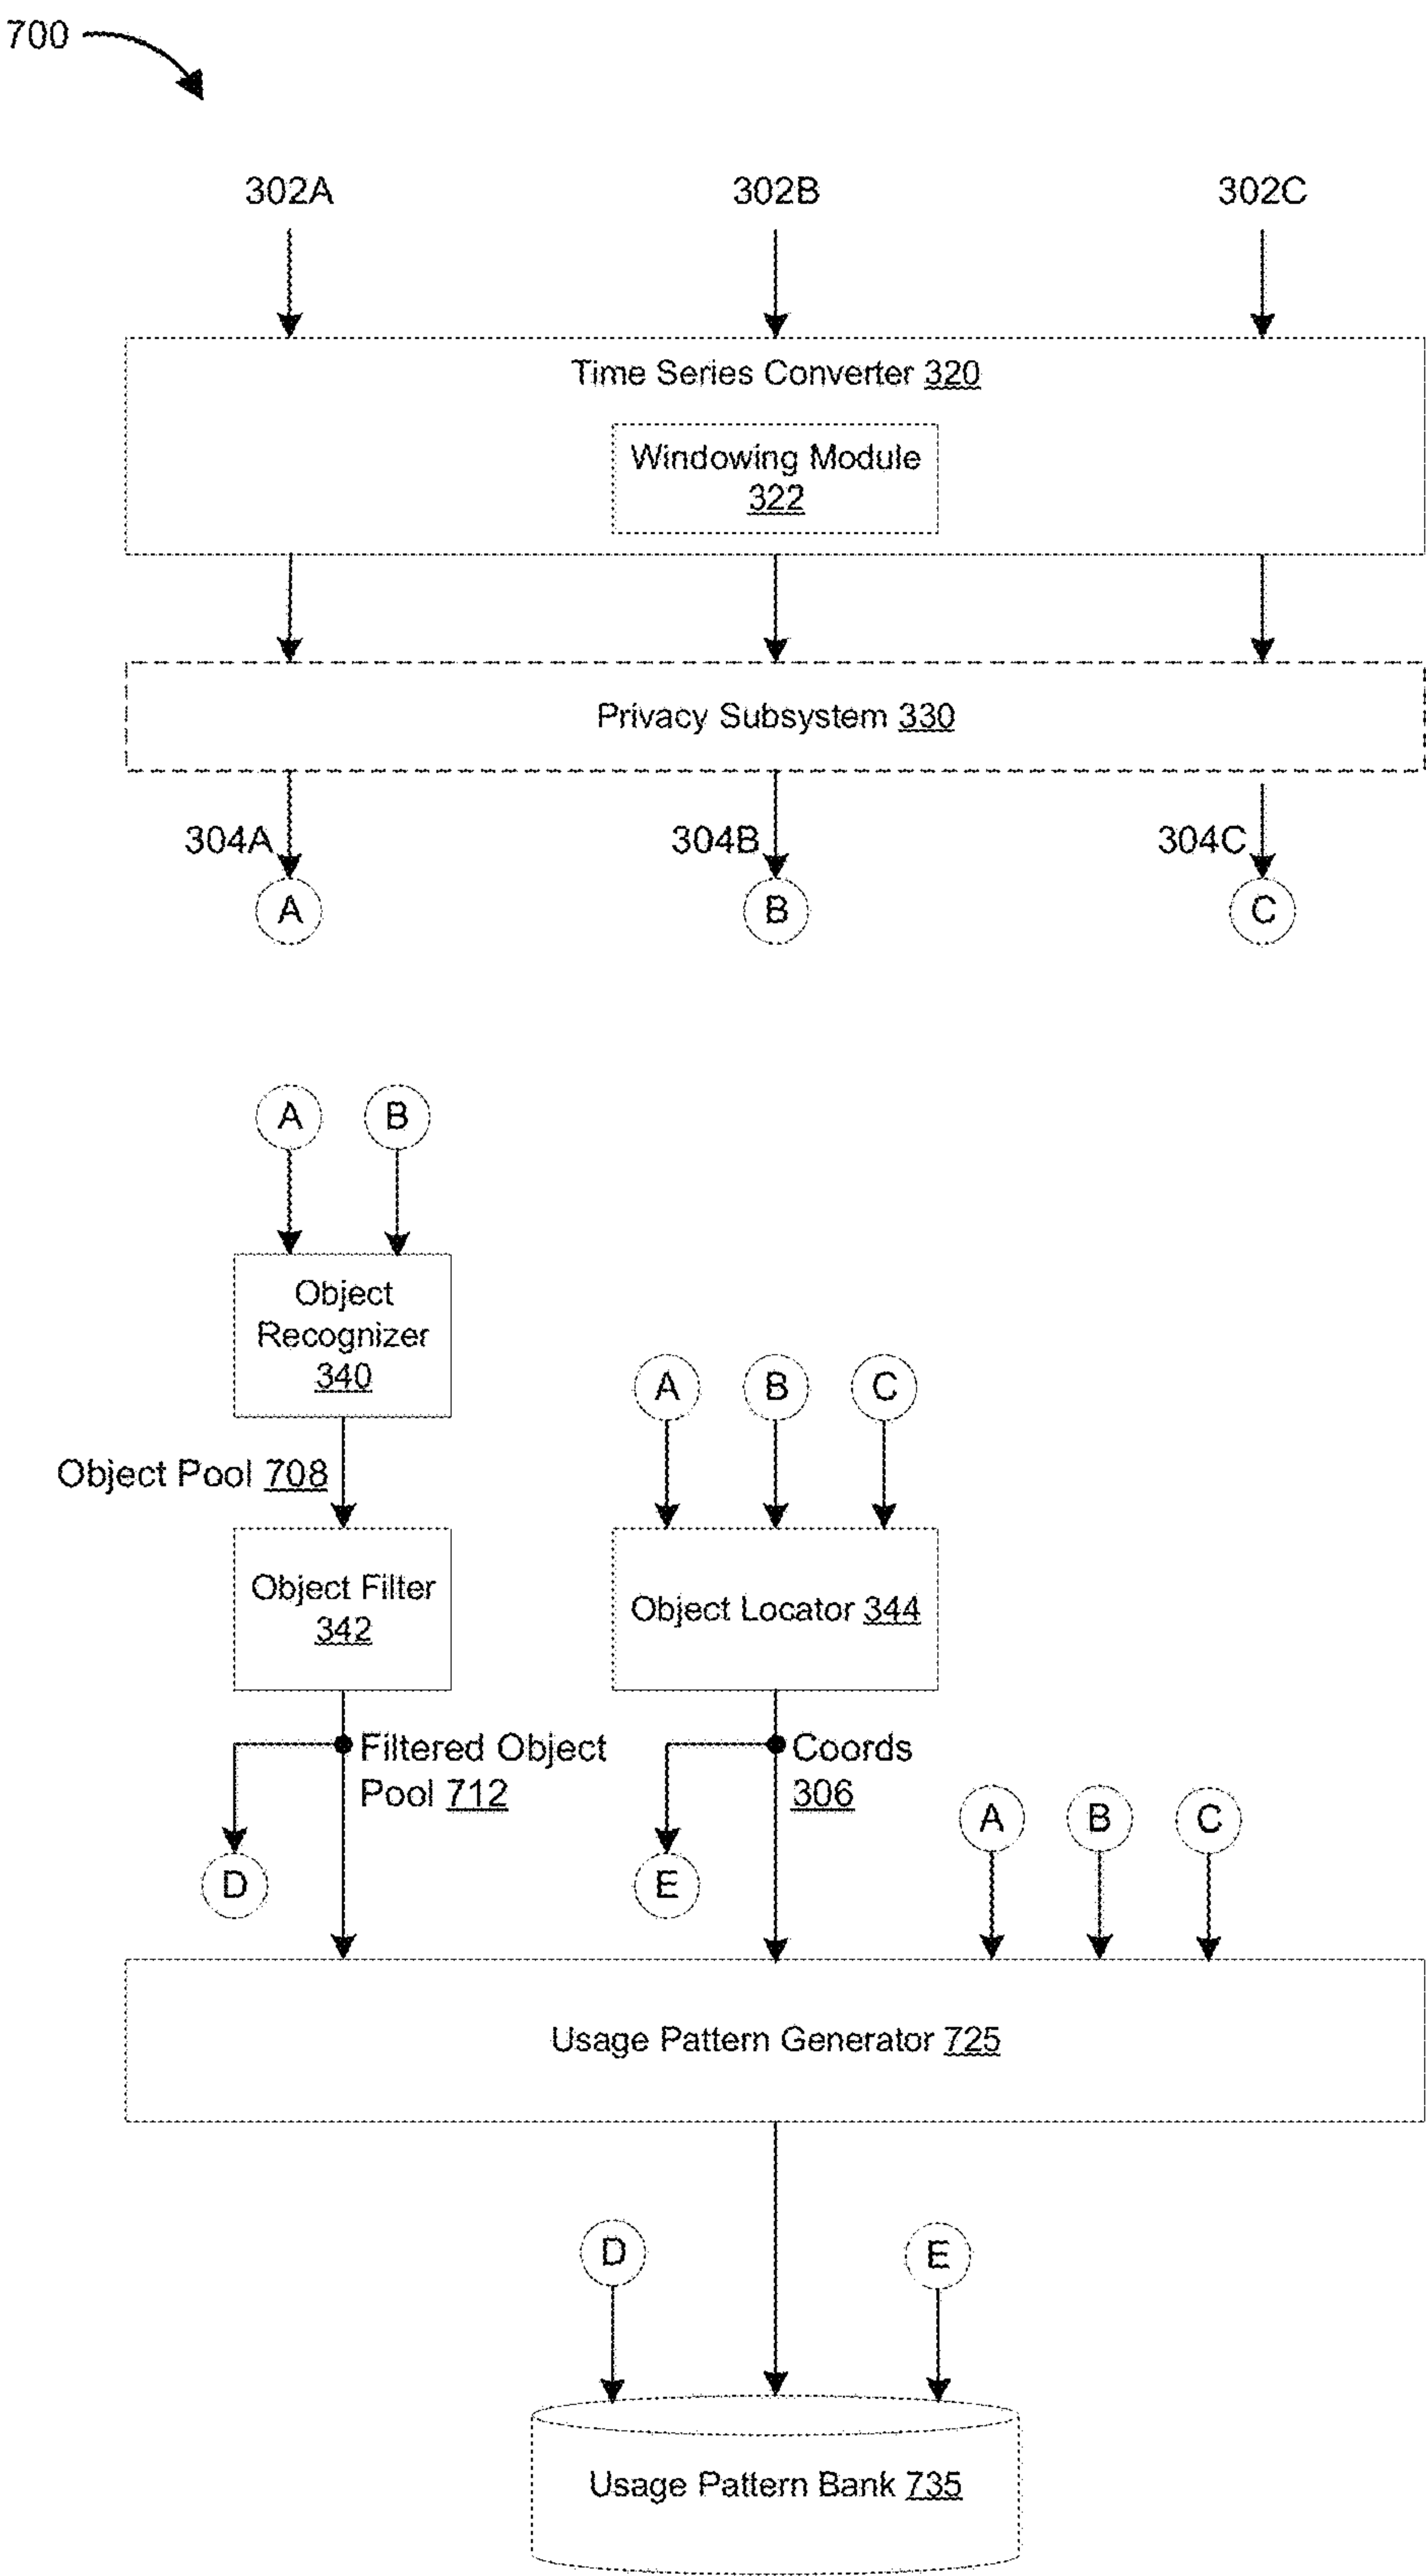 700
302A 302B 302C
Time Series Converter 320
Windowing Module
322
Privacy Subsystem 330
304A 304B 304C
A B C
A B
Object
Recognizer
340
A B C
Object Pool 708
Object Filter
342
Object Locator 344
Filtered Object
Pool 712
Coords
306
A B C
D E
Usage Pattern Generator 725
D E
Usage Pattern Bank 735